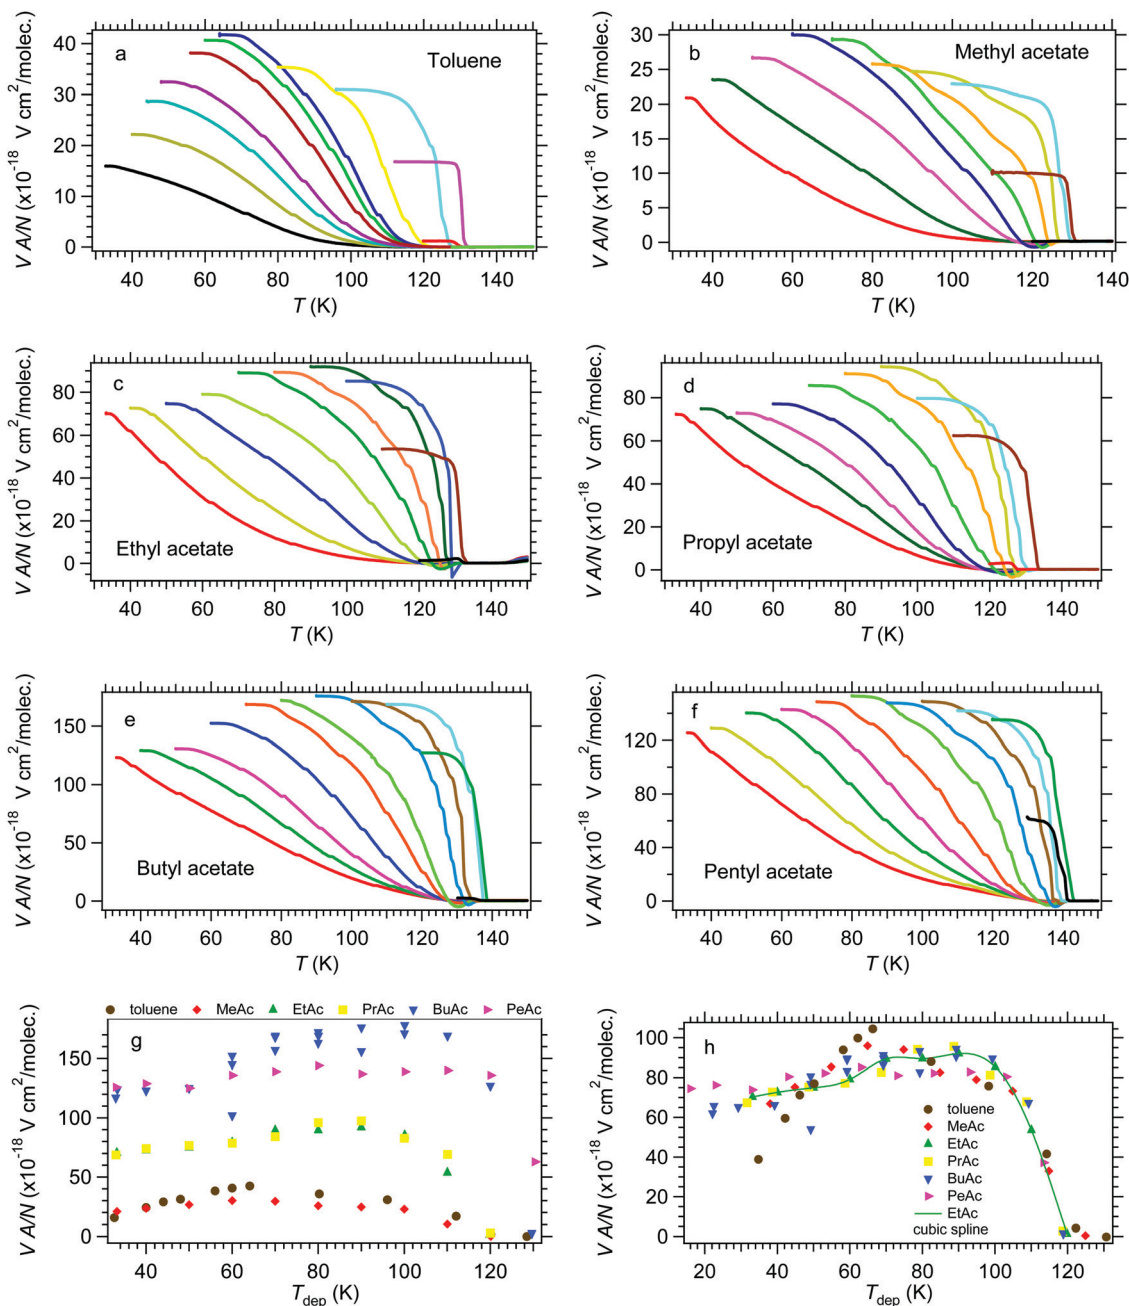 a
Toluene
V A/N (x10⁻¹⁸ V cm²/molec.)
40
30
20
10
0
40 60 80 100 120 140
T (K)
b
Methyl acetate
V A/N (x10⁻¹⁸ V cm²/molec.)
30
25
20
15
10
5
0
40 60 80 100 120 140
T (K)
c
Ethyl acetate
V A/N (x10⁻¹⁸ V cm²/molec.)
80
60
40
20
0
40 60 80 100 120 140
T (K)
d
Propyl acetate
V A/N (x10⁻¹⁸ V cm²/molec.)
80
60
40
20
0
40 60 80 100 120 140
T (K)
e
Butyl acetate
V A/N (x10⁻¹⁸ V cm²/molec.)
150
100
50
0
40 60 80 100 120 140
T (K)
f
Pentyl acetate
V A/N (x10⁻¹⁸ V cm²/molec.)
120
80
40
0
40 60 80 100 120 140
T (K)
toluene MeAc EtAc PrAc BuAc PeAc
g
V A/N (x10⁻¹⁸ V cm²/molec.)
150
100
50
0
40 60 80 100 120
T dep (K)
h
V A/N (x10⁻¹⁸ V cm²/molec.)
100
80
60
40
20
0
toluene
MeAc
EtAc
PrAc
BuAc
PeAc
EtAc
cubic spline
20 40 60 80 100 120
T dep (K)